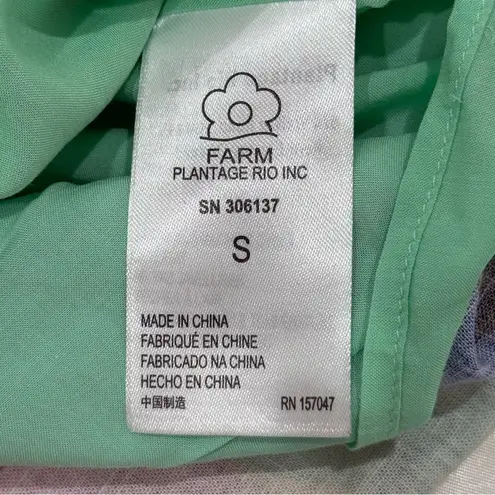 FARM
PLANTAGE RIO INC
SN 306137
S
MADE IN CHINA
FABRIQUÉ EN CHINE
FABRICADO NA CHINA
HECHO EN CHINA
中国制造
RN 157047